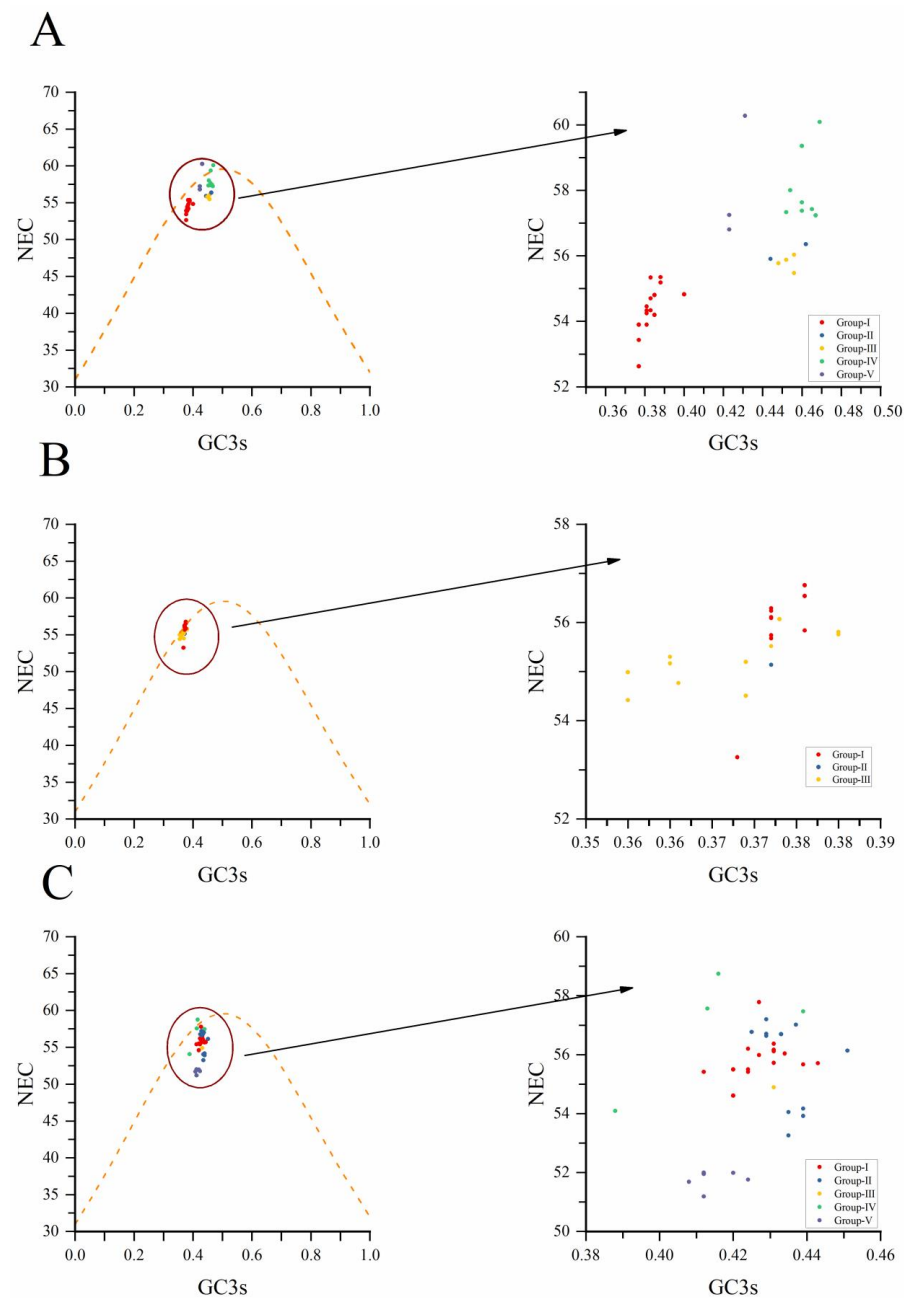 A
70
65
60
55
50
45
40
35
30
NEC
0.0 0.2 0.4 0.6 0.8 1.0
GC3s
60
58
56
54
52
NEC
0.36 0.38 0.40 0.43 0.44 0.46 0.48 0.50
GC3s
Group-I
Group-II
Group-III
Group-IV
Group-V
B
70
65
60
55
50
45
40
35
30
NEC
0.0 0.2 0.4 0.6 0.8 1.0
GC3s
58
56
54
52
NEC
0.35 0.36 0.36 0.37 0.37 0.38 0.38 0.39
GC3s
Group-I
Group-II
Group-III
C
70
65
60
55
50
45
40
35
30
NEC
0.0 0.2 0.4 0.6 0.8 1.0
GC3s
60
58
56
54
52
50
NEC
0.38 0.40 0.42 0.44 0.46
GC3s
Group-I
Group-II
Group-III
Group-IV
Group-V